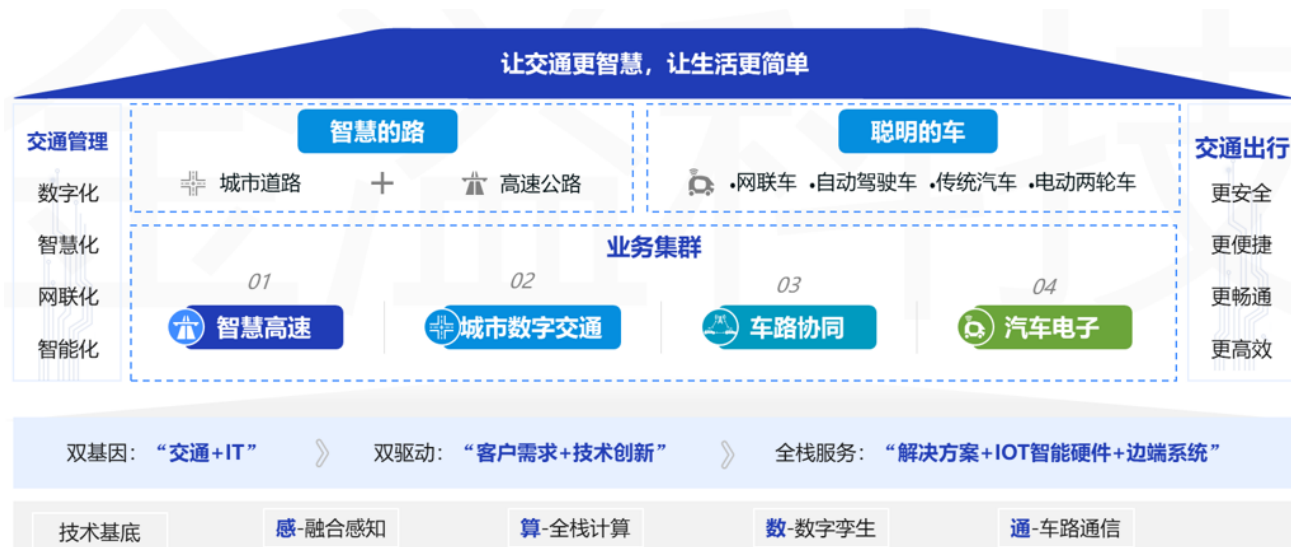 让交通更智慧，让生活更简单
交通管理
数字化
智慧化
网联化
智能化
智慧的路
城市道路 + 高速公路
聪明的车
•网联车 •自动驾驶车 •传统汽车 •电动两轮车
业务集群
01
智慧高速
02
城市数字交通
03
车路协同
04
汽车电子
交通出行
更安全
更便捷
更畅通
更高效
双基因：“交通+IT” 》 双驱动：“客户需求+技术创新” 》 全栈服务：“解决方案+IOT智能硬件+边端系统”
技术基底 感-融合感知 算-全栈计算 数-数字孪生 通-车路通信
金溢科技